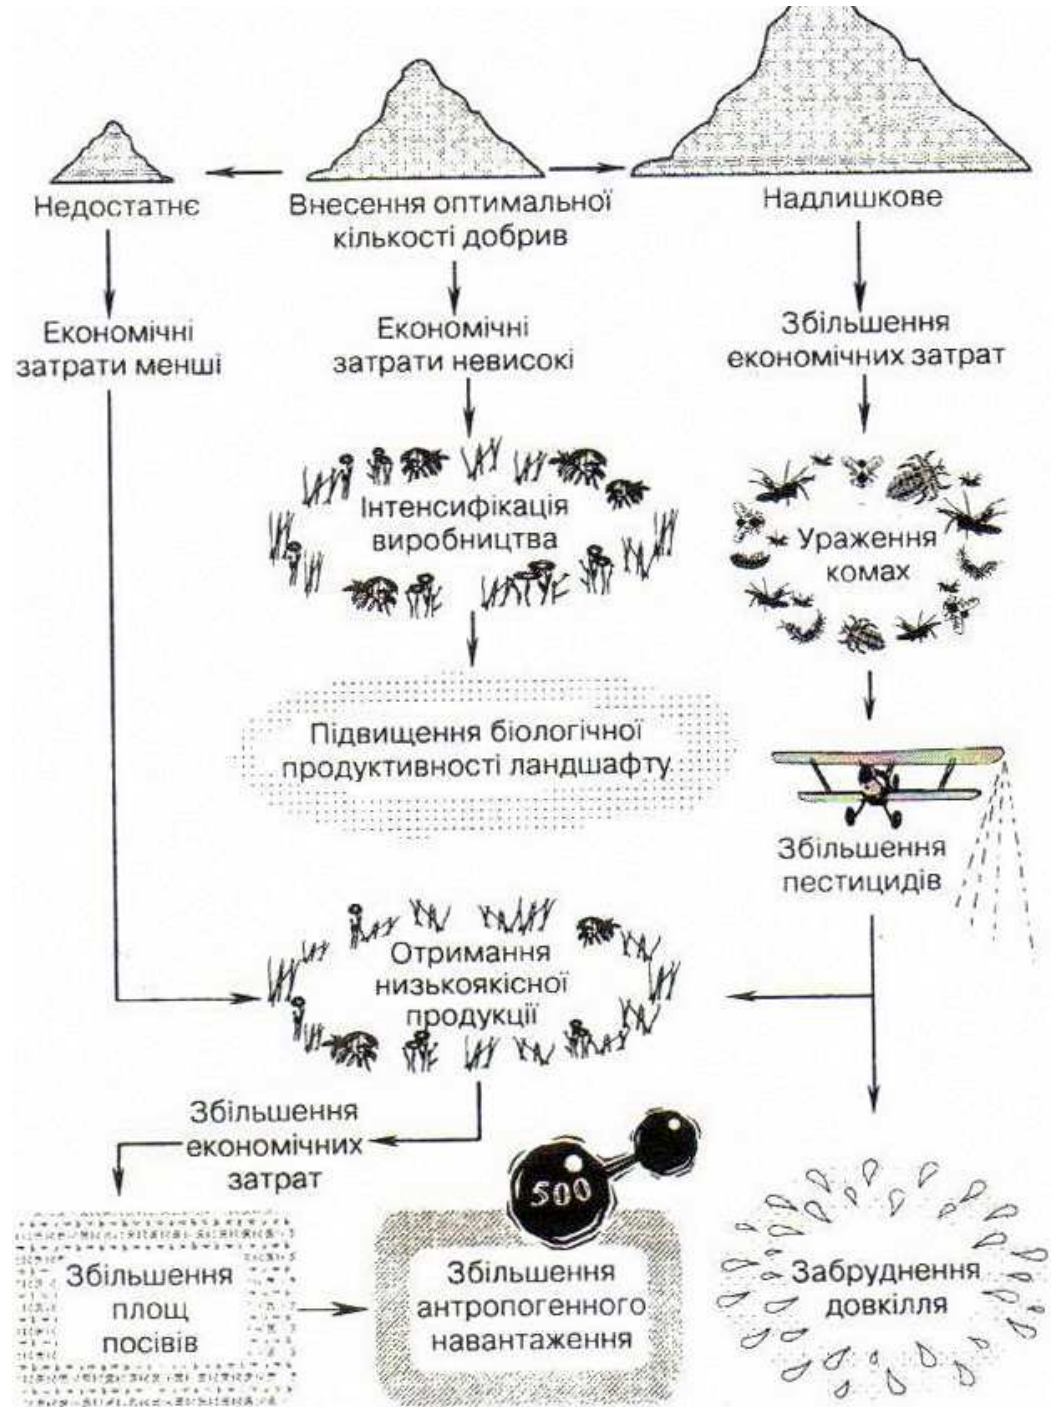 Недостатнє
Внесення оптимальної
кількості добрив
Надлишкове
Економічні
затрати менші
Економічні
затрати невисокі
Збільшення
економічних затрат
Інтенсифікація
виробництва
Ураження
комах
Підвищення біологічної
продуктивності ландшафту
Збільшення
пестицидів
Отримання
низькоякісної
продукції
Збільшення
економічних
затрат
500
Збільшення
площ
посівів
Збільшення
антропогенного
навантаження
Забруднення
довкілля